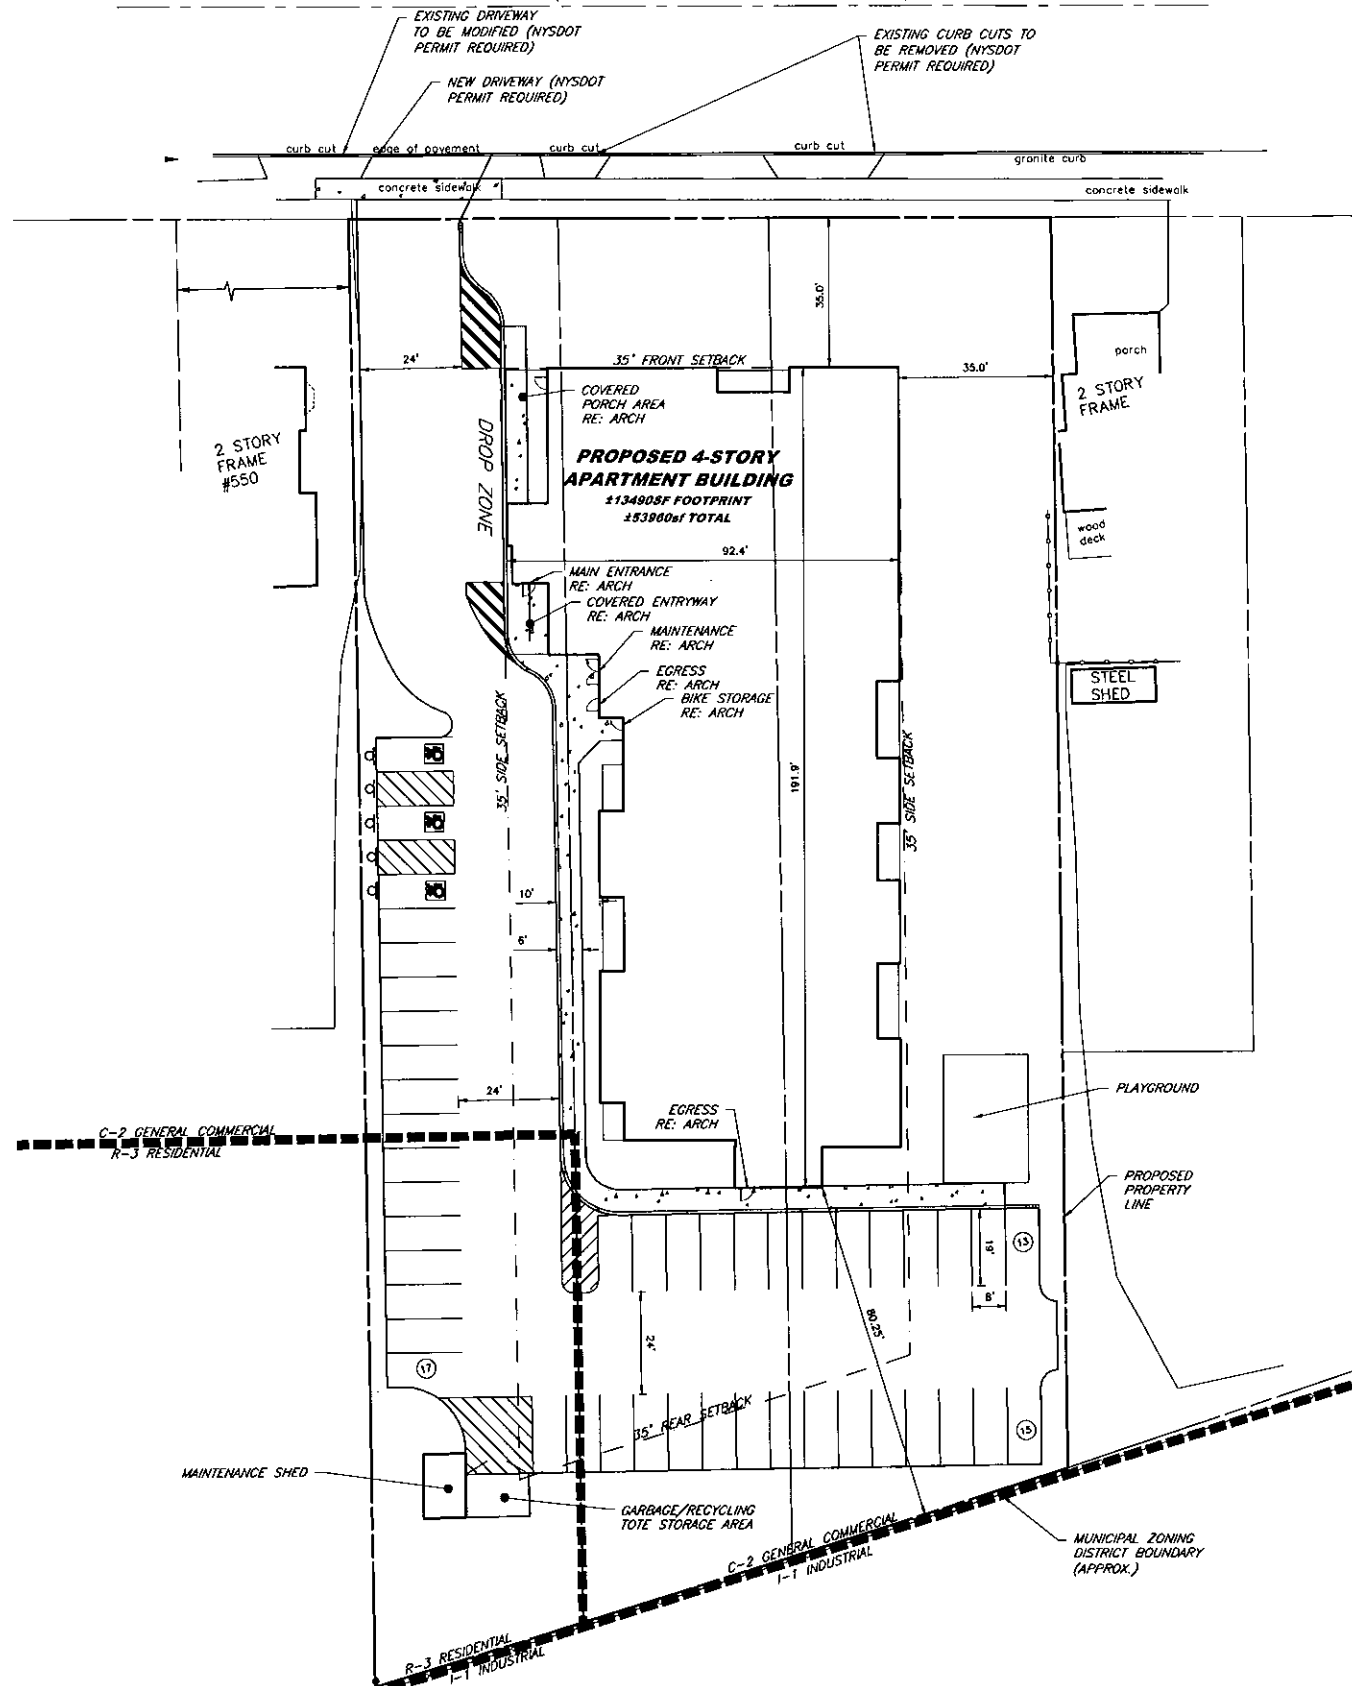 EXISTING DRIVEWAY
TO BE MODIFIED (NYSDOT
PERMIT REQUIRED)
EXISTING CURB CUTS TO
BE REMOVED (NYSDOT
PERMIT REQUIRED)
NEW DRIVEWAY (NYSDOT
PERMIT REQUIRED)
curb cut
edge of pavement
curb cut
curb cut
granite curb
concrete sidewalk
concrete sidewalk
35.0'
porch
24'
35' FRONT SETBACK
35.0'
2 STORY
FRAME
COVERED
PORCH AREA
RE: ARCH
DROP ZONE
2 STORY
FRAME
#550
PROPOSED 4-STORY
APARTMENT BUILDING
±13490SF FOOTPRINT
±53960sf TOTAL
wood
deck
92.4'
MAIN ENTRANCE
RE: ARCH
COVERED ENTRYWAY
RE: ARCH
MAINTENANCE
RE: ARCH
EGRESS
RE: ARCH
BIKE STORAGE
RE: ARCH
STEEL
SHED
35' SIDE SETBACK
191.9'
35' SIDE SETBACK
10'
6'
24'
PLAYGROUND
EGRESS
RE: ARCH
C-2 GENERAL COMMERCIAL
R-3 RESIDENTIAL
PROPOSED
PROPERTY
LINE
13
19'
8'
80.25'
24'
17
35' REAR SETBACK
15
MAINTENANCE SHED
GARBAGE/RECYCLING
TOTE STORAGE AREA
MUNICIPAL ZONING
DISTRICT BOUNDARY
(APPROX.)
C-2 GENERAL COMMERCIAL
I-1 INDUSTRIAL
R-3 RESIDENTIAL
I-1 INDUSTRIAL